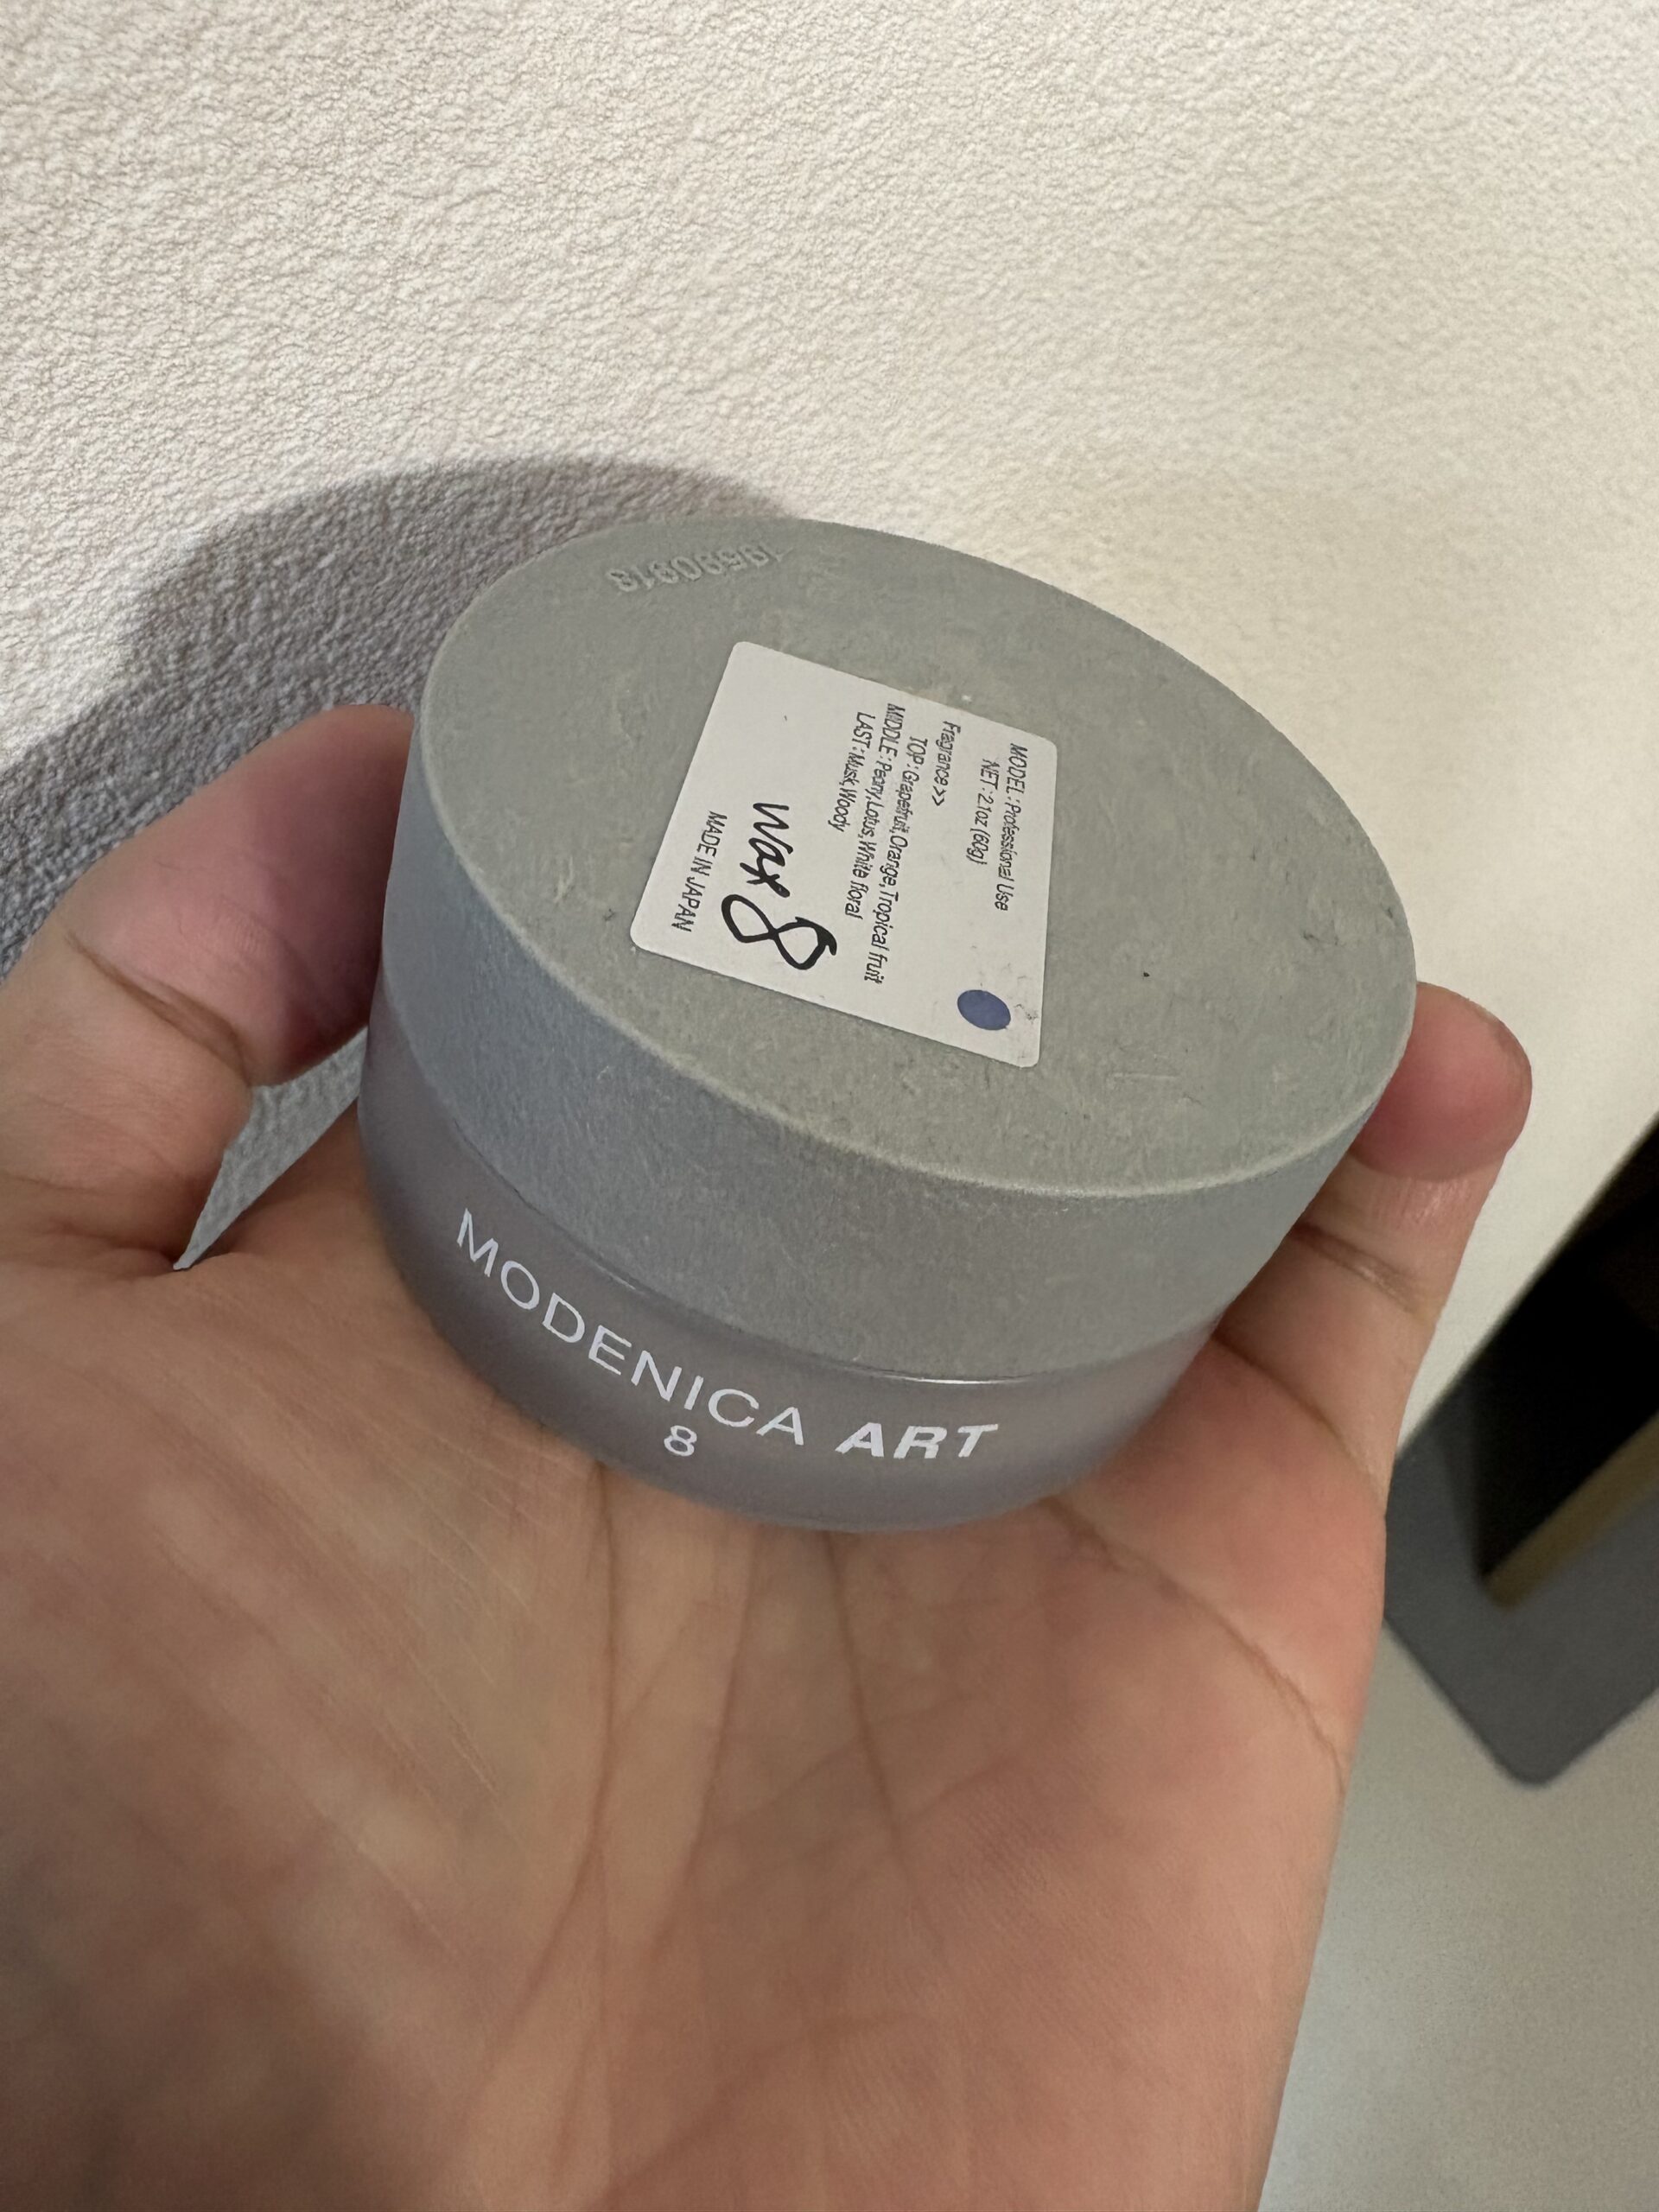 MODEL : Professional Use
NET : 2.1oz (60g)
Fragrance >>
TOP : Grapefruit, Orange, Tropical fruit
MIDDLE : Peony, Lotus, White floral
LAST : Musk, Woody
Wax 8
MADE IN JAPAN
MODENICA ART
8